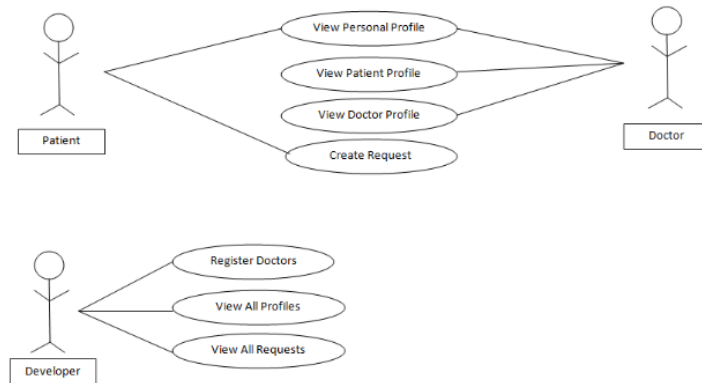 View Personal Profile
View Patient Profile
View Doctor Profile
Patient
Doctor
Create Request
Register Doctors
View All Profiles
View All Requests
Developer